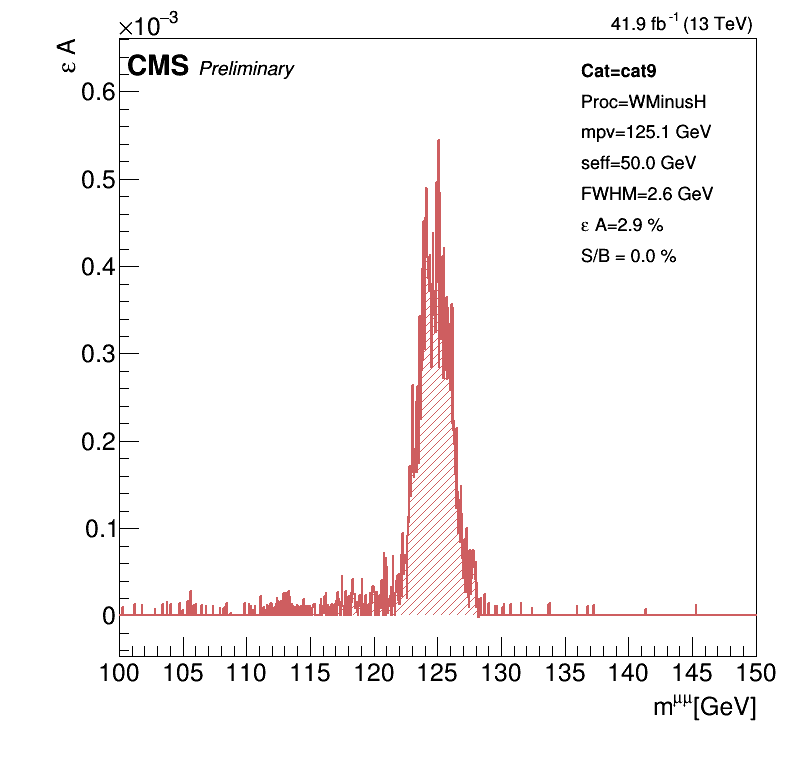 ×10⁻³
41.9 fb⁻¹ (13 TeV)
ε A
CMS Preliminary
Cat=cat9
Proc=WMinusH
mpv=125.1 GeV
seff=50.0 GeV
FWHM=2.6 GeV
ε A=2.9 %
S/B = 0.0 %
0.6
0.5
0.4
0.3
0.2
0.1
0
100 105 110 115 120 125 130 135 140 145 150
m^μμ[GeV]